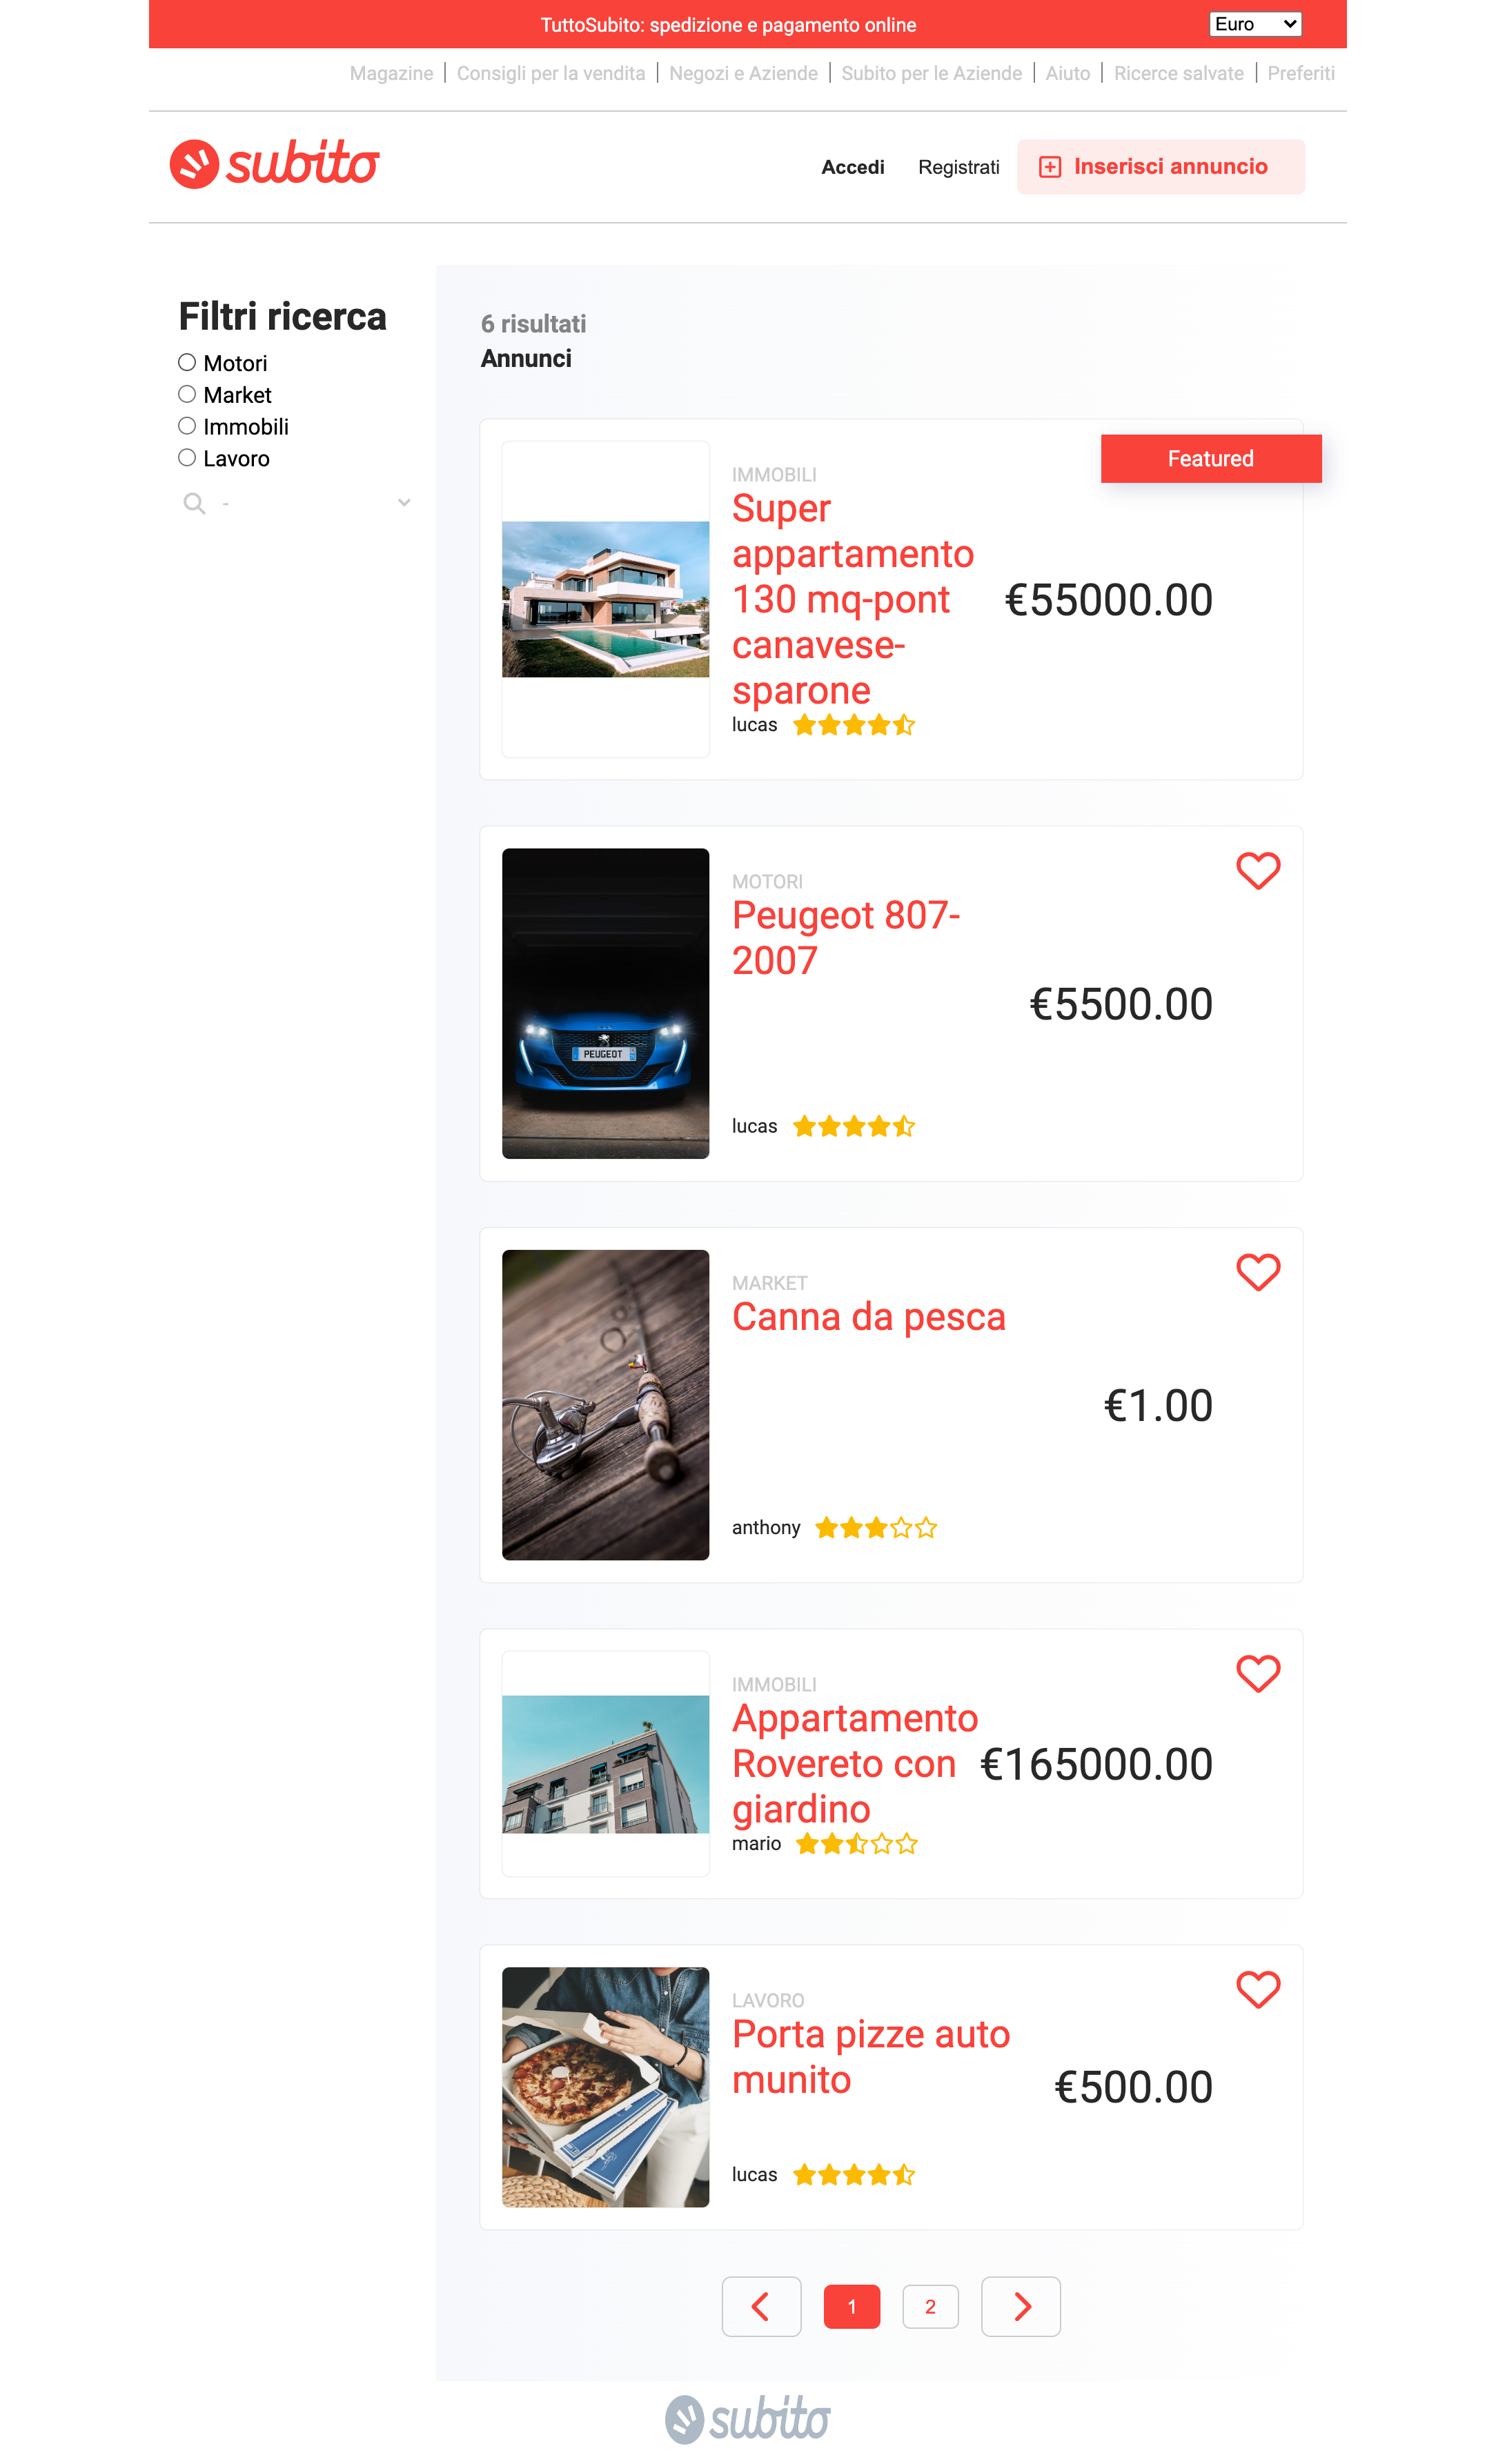 TuttoSubito: spedizione e pagamento online
Euro
Magazine
Consigli per la vendita
Negozi e Aziende
Subito per le Aziende
Aiuto
Ricerce salvate
Preferiti
subito
Accedi
Registrati
Inserisci annuncio
Filtri ricerca
Motori
Market
Immobili
Lavoro
-
6 risultati
Annunci
Featured
IMMOBILI
Super
appartamento
130 mq-pont
canavese-
sparone
€55000.00
lucas
MOTORI
Peugeot 807-
2007
€5500.00
PEUGEOT
lucas
MARKET
Canna da pesca
€1.00
anthony
IMMOBILI
Appartamento
Rovereto con
giardino
€165000.00
mario
LAVORO
Porta pizze auto
munito
€500.00
lucas
1
2
subito